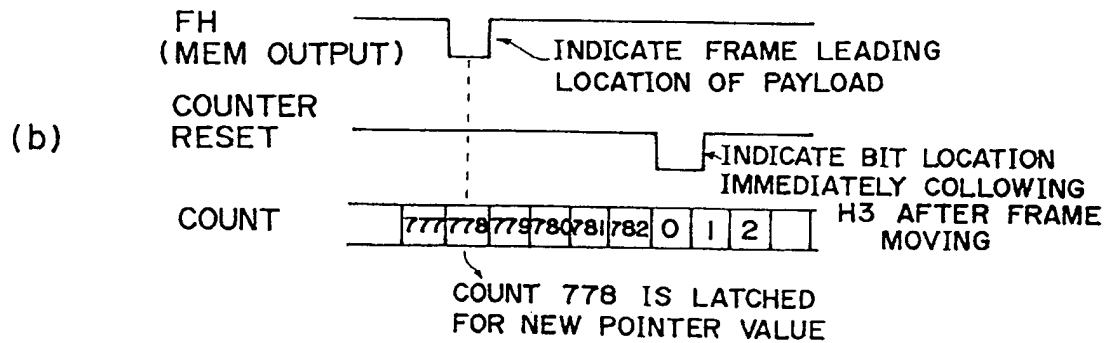 FH
(MEM OUTPUT)
INDICATE FRAME LEADING
LOCATION OF PAYLOAD
(b)
COUNTER
RESET
INDICATE BIT LOCATION
IMMEDIATELY COLLOWING
H3 AFTER FRAME
MOVING
COUNT
777 778 779 780 781 782 0 1 2
COUNT 778 IS LATCHED
FOR NEW POINTER VALUE